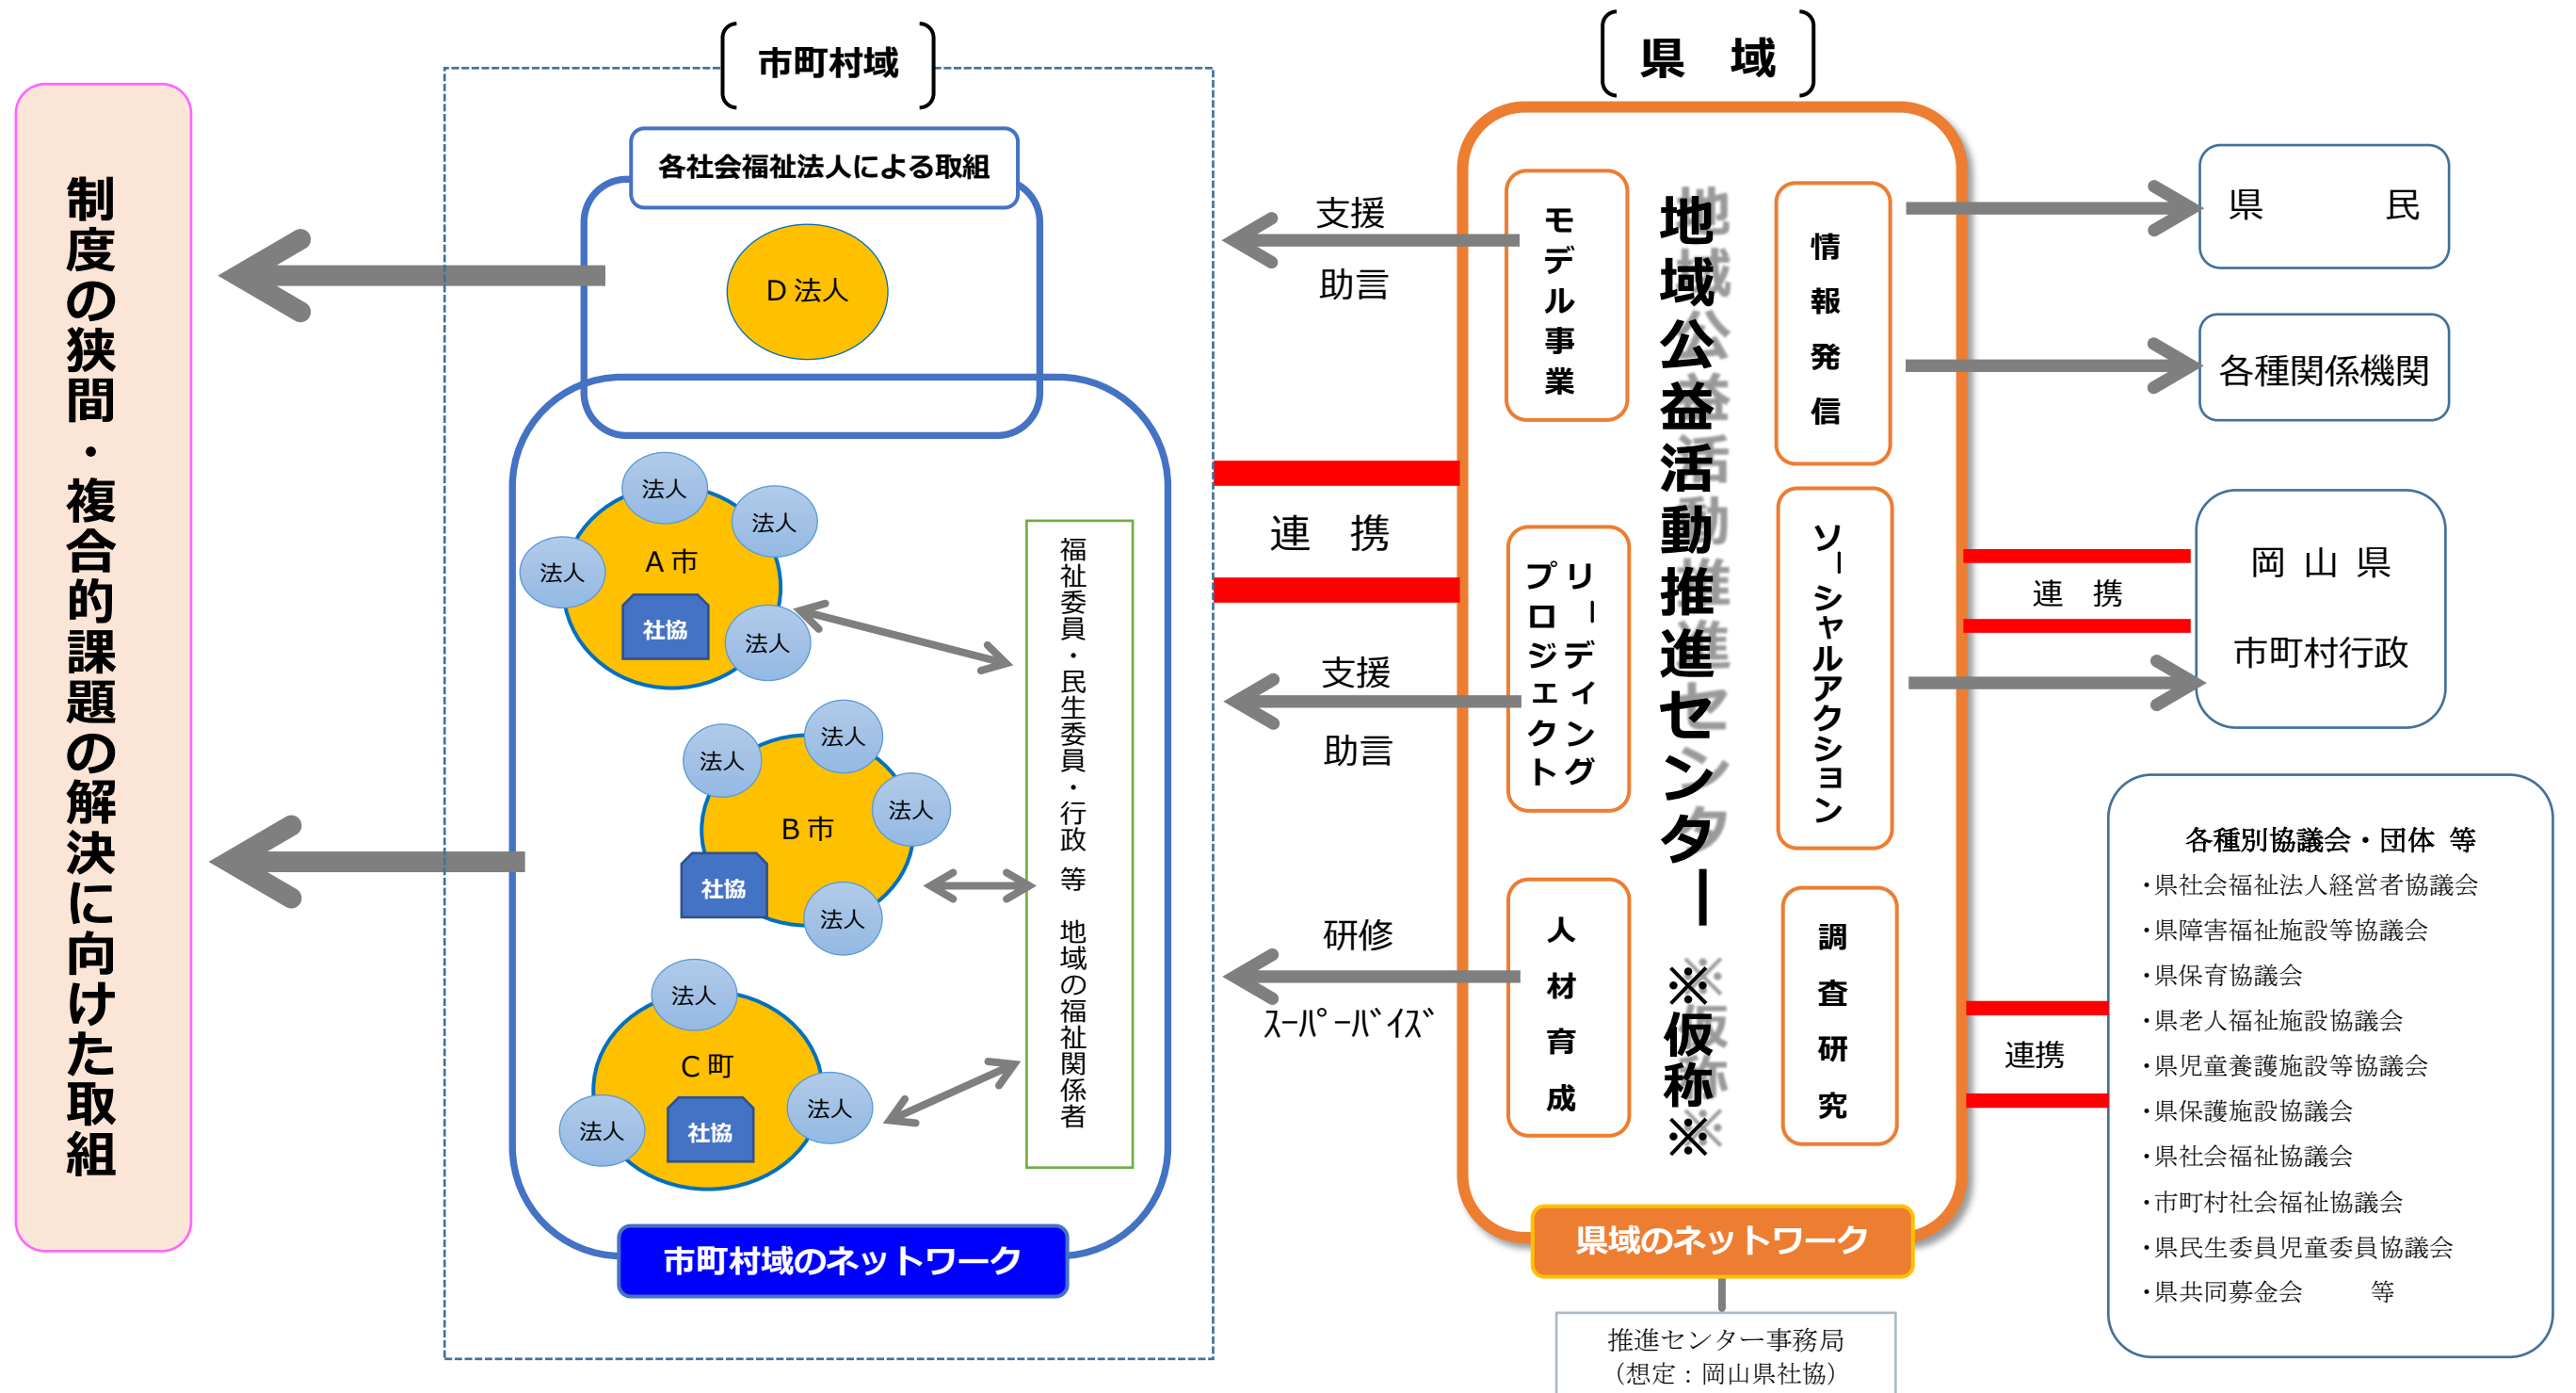 市町村域
県　域
制度の狭間・複合的課題の解決に向けた取組
各社会福祉法人による取組
D 法人
法人
法人
法人
A 市
社協
法人
法人
法人
法人
B 市
社協
法人
法人
C 町
社協
法人
法人
福祉委員・民生委員・行政 等　地域の福祉関係者
市町村域のネットワーク
支援
助言
連　携
支援
助言
研修
ｽｰﾊﾟｰﾊﾞｲｽﾞ
モデル事業
リーディング
プロジェクト
人材育成
地域公益活動推進センター ※仮称※
情報発信
ソーシャルアクション
調査研究
県域のネットワーク
推進センター事務局
（想定：岡山県社協）
県　　　民
各種関係機関
連　携
岡 山 県
市町村行政
連携
各種別協議会・団体 等
・県社会福祉法人経営者協議会
・県障害福祉施設等協議会
・県保育協議会
・県老人福祉施設協議会
・県児童養護施設等協議会
・県保護施設協議会
・県社会福祉協議会
・市町村社会福祉協議会
・県民生委員児童委員協議会
・県共同募金会　　等